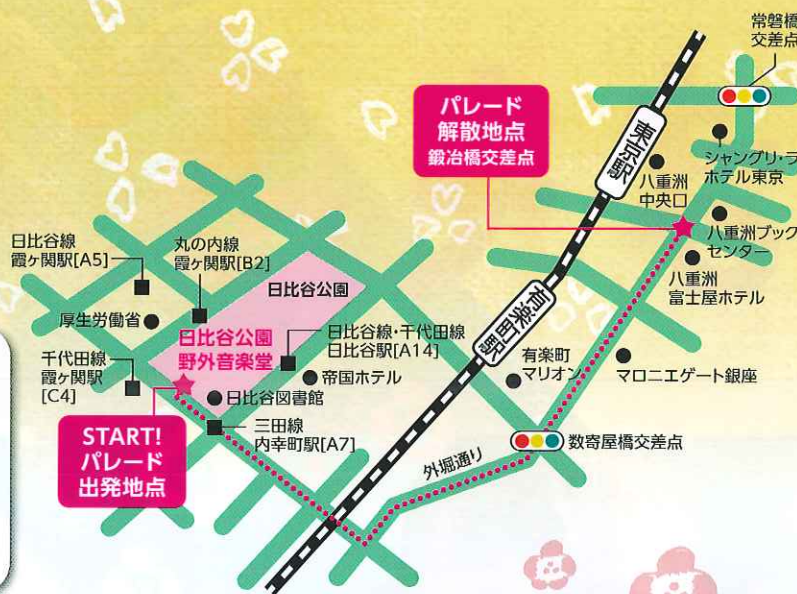 常磐橋
交差点
パレード
解散地点
鍛冶橋交差点
東京駅
八重洲
中央口
シャングリ・ラ
ホテル東京
八重洲ブック
センター
八重洲
富士屋ホテル
日比谷線
霞ヶ関駅[A5]
丸の内線
霞ヶ関駅[B2]
日比谷公園
厚生労働省
日比谷公園
野外音楽堂
日比谷線・千代田線
日比谷駅[A14]
有楽町駅
千代田線
霞ヶ関駅
[C4]
帝国ホテル
日比谷図書館
有楽町
マリオン
マロニエゲート銀座
START!
パレード
出発地点
三田線
内幸町駅[A7]
外堀通り
数寄屋橋交差点